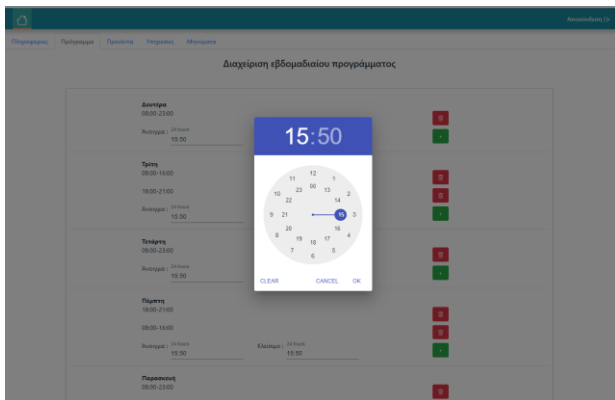 Αποσύνδεση
Πληροφορίες Πρόγραμμα Προϊόντα Υπηρεσίες Μηνύματα
Διαχείριση εβδομαδιαίου προγράμματος
Δευτέρα
08:00-23:00
Άνοιγμα : 24 hours
15:50
Τρίτη
08:00-16:00
18:00-21:00
Άνοιγμα : 24 hours
15:50
Τετάρτη
08:00-23:00
Άνοιγμα : 24 hours
15:50
Πέμπτη
18:00-21:00
08:00-16:00
Άνοιγμα : 24 hours Κλείσιμο : 24 hours
15:50 15:50
Παρασκευή
08:00-23:00
15:50
11 12 1
10 23 00 13 2
22 14
9 21 15 3
20 16
8 19 18 17 4
7 6 5
CLEAR CANCEL OK